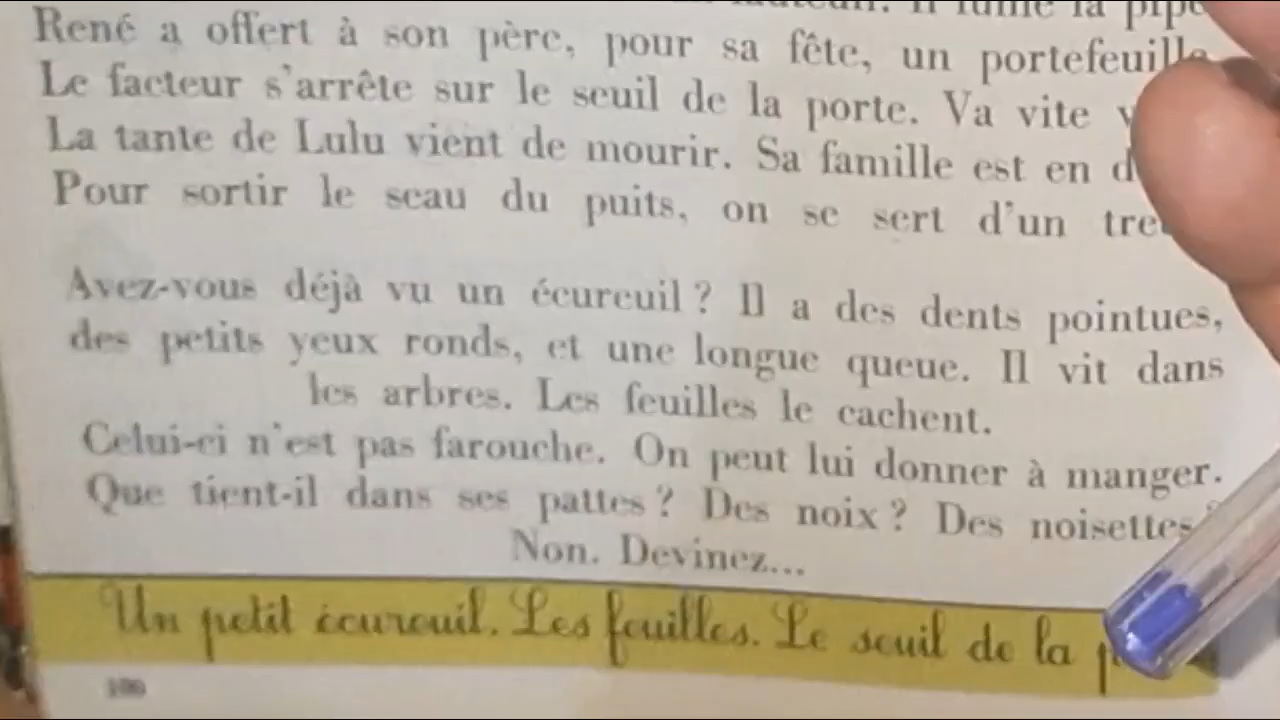 fume la pipe
René a offert à son père, pour sa fête, un portefeuille
Le facteur s'arrête sur le seuil de la porte. Va vite
La tante de Lulu vient de mourir. Sa famille est en
Pour sortir le seau du puits, on se sert d'un
Avez-vous déjà vu un écureuil ? Il a des dents pointues,
des petits yeux ronds, et une longue queue. Il vit dans
les arbres. Les feuilles le cachent.
Celui-ci n'est pas farouche. On peut lui donner à manger.
Que tient-il dans ses pattes ? Des noix ? Des noisettes ?
Non. Devinez...
Un petit écureuil. Les feuilles. Le seuil de la